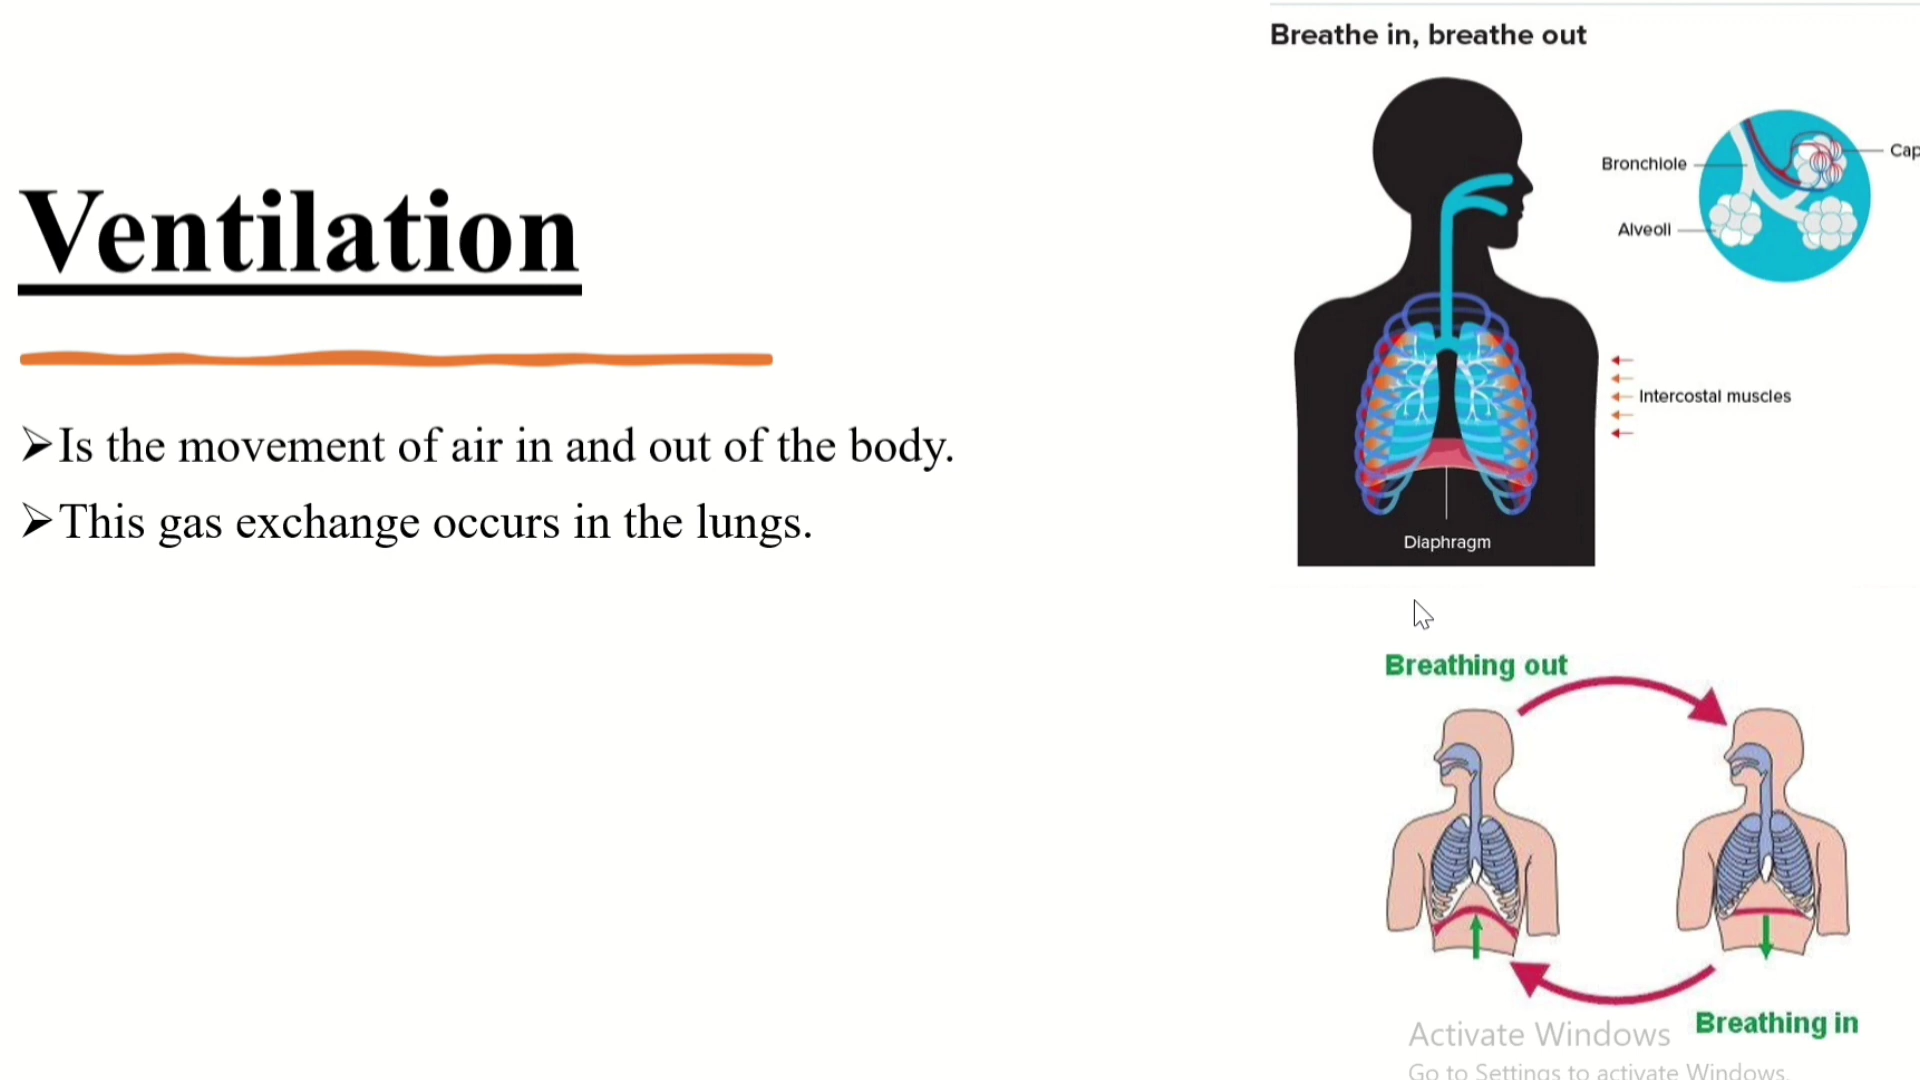 Breathe in, breathe out
Bronchiole
Alveoli
Intercostal muscles
Diaphragm
Ventilation
➢Is the movement of air in and out of the body.
➢This gas exchange occurs in the lungs.
Breathing out
Breathing in
Activate Windows
Go to Settings to activate Windows.